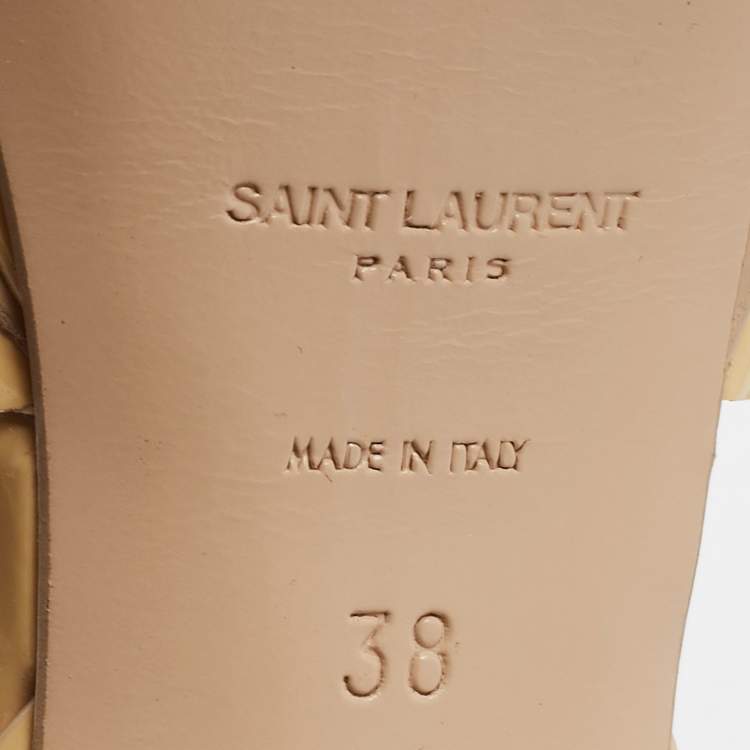 SAINT LAURENT
PARIS
MADE IN ITALY
38